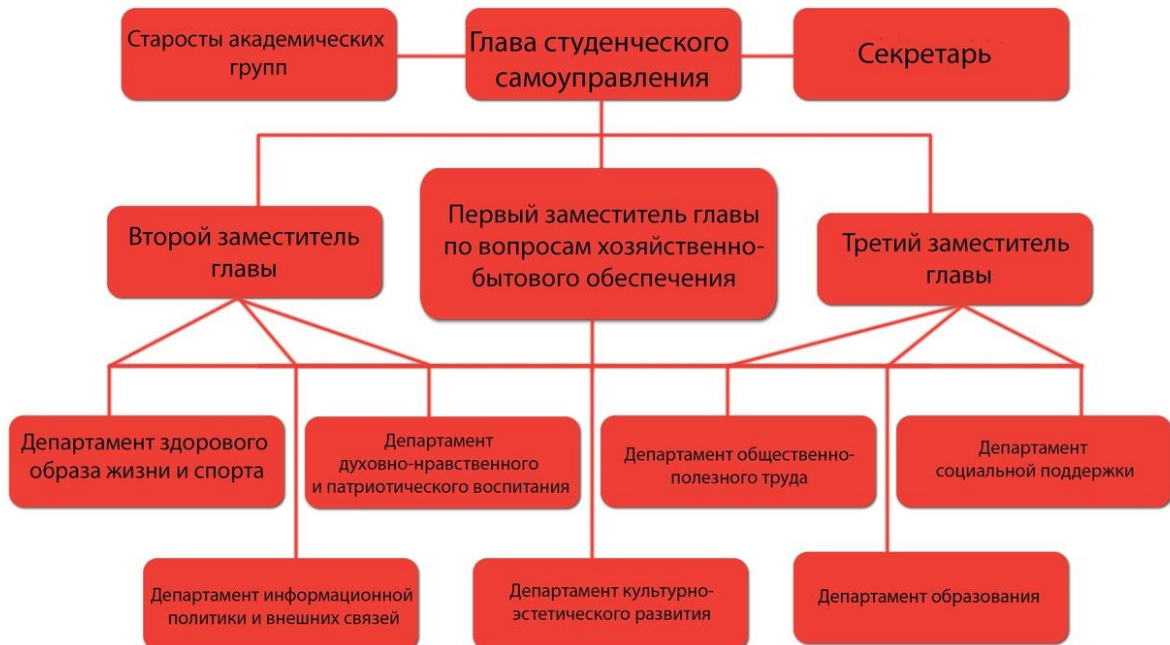 Старосты академических
групп
Глава студенческого
самоуправления
Секретарь
Второй заместитель
главы
Первый заместитель главы
по вопросам хозяйственно-
бытового обеспечения
Третий заместитель
главы
Департамент здорового
образа жизни и спорта
Департамент
духовно-нравственного
и патриотического воспитания
Департамент общественно-
полезного труда
Департамент
социальной поддержки
Департамент информационной
политики и внешних связей
Департамент культурно-
эстетического развития
Департамент образования